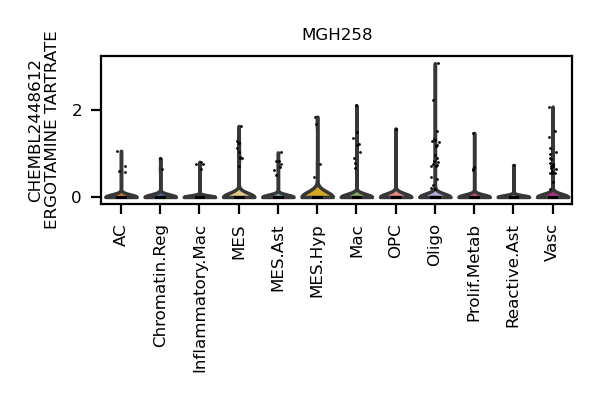 MGH258
CHEMBL2448612
ERGOTAMINE TARTRATE
2
0
AC
Chromatin.Reg
Inflammatory.Mac
MES
MES.Ast
MES.Hyp
Mac
OPC
Oligo
Prolif.Metab
Reactive.Ast
Vasc